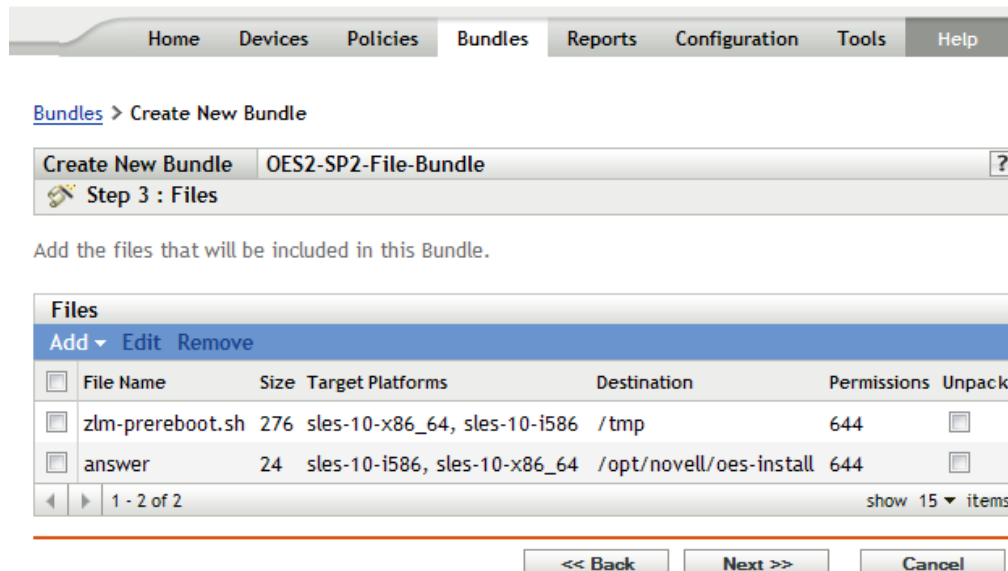 Home Devices Policies Bundles Reports Configuration Tools Help
Bundles > Create New Bundle
Create New Bundle OES2-SP2-File-Bundle ?
Step 3 : Files
Add the files that will be included in this Bundle.
Files
Add Edit Remove
File Name Size Target Platforms Destination Permissions Unpack
zlm-prereboot.sh 276 sles-10-x86_64, sles-10-i586 /tmp 644
answer 24 sles-10-i586, sles-10-x86_64 /opt/novell/oes-install 644
1 - 2 of 2 show 15 items
<< Back Next >> Cancel